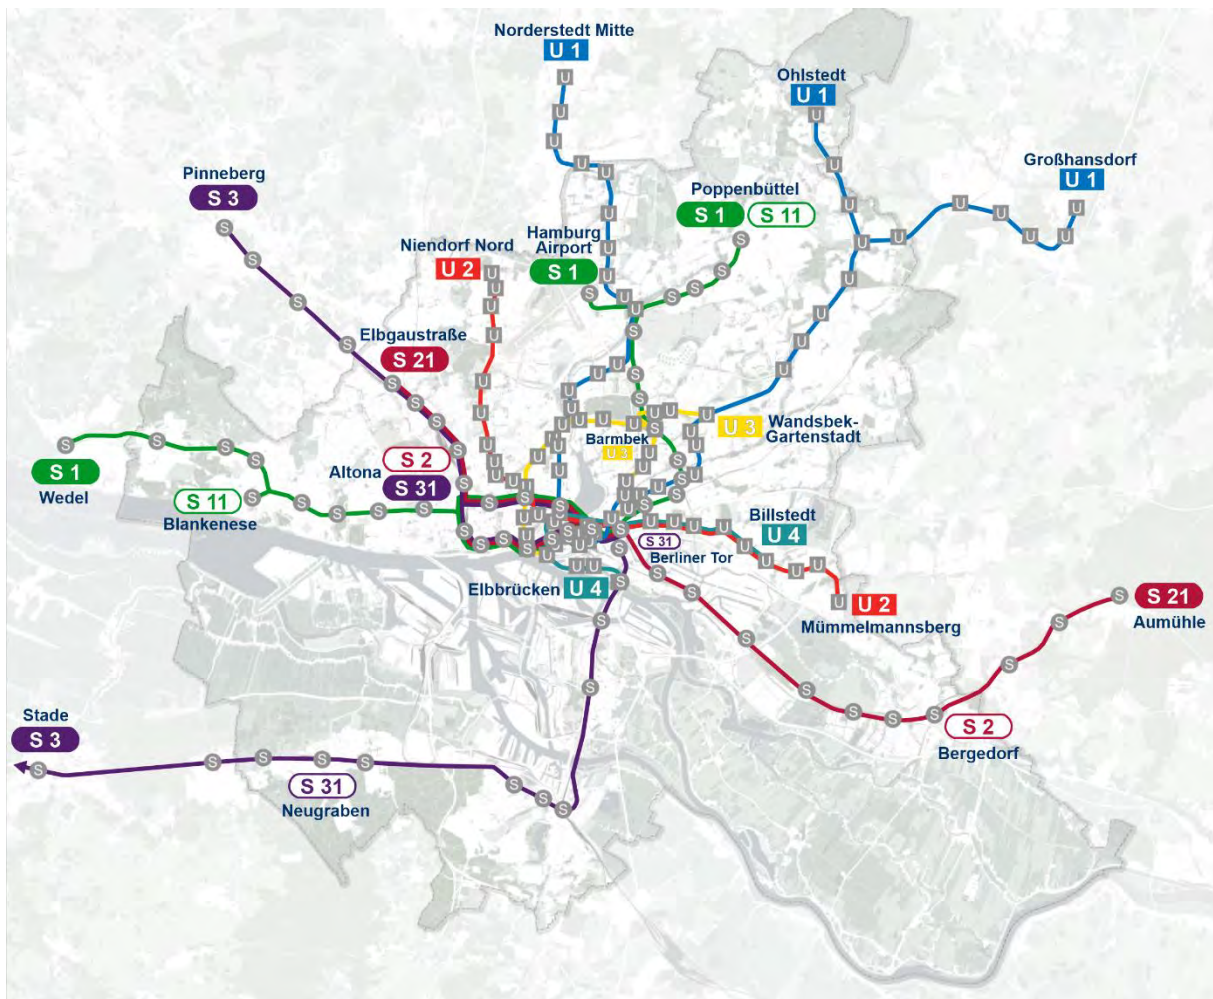 Norderstedt Mitte
U 1
Ohlstedt
U 1
Großhansdorf
U 1
Pinneberg
S 3
Poppenbüttel
S 1 S 11
Niendorf Nord
U 2
Hamburg
Airport
S 1
Elbgaustraße
S 21
Wandsbek-
Gartenstadt
U 3
Barmbek
U 3
Altona
S 2
S 31
S 1
Wedel
S 11
Blankenese
Billstedt
U 4
S 31
Berliner Tor
Elbbrücken U 4
U 2
Mümmelmannsberg
S 21
Aumühle
S 2
Bergedorf
Stade
S 3
S 31
Neugraben